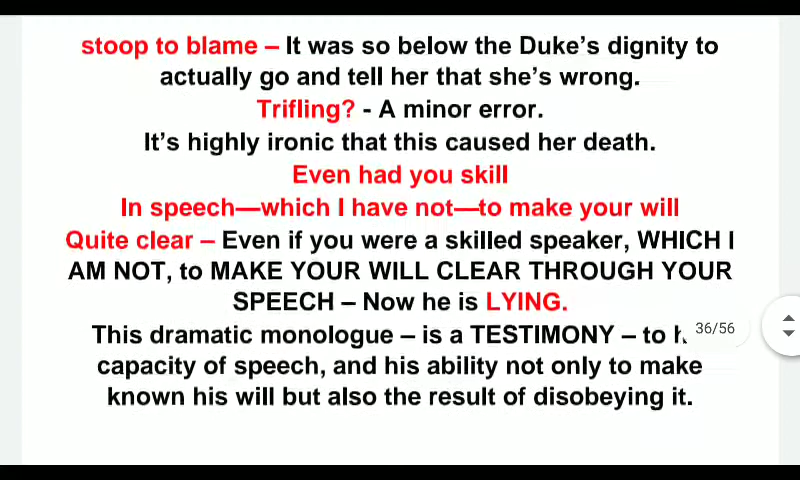 stoop to blame – It was so below the Duke's dignity to
actually go and tell her that she's wrong.
Trifling? - A minor error.
It's highly ironic that this caused her death.
Even had you skill
In speech—which I have not—to make your will
Quite clear – Even if you were a skilled speaker, WHICH I
AM NOT, to MAKE YOUR WILL CLEAR THROUGH YOUR
SPEECH – Now he is LYING.
This dramatic monologue – is a TESTIMONY – to
36/56
capacity of speech, and his ability not only to make
known his will but also the result of disobeying it.